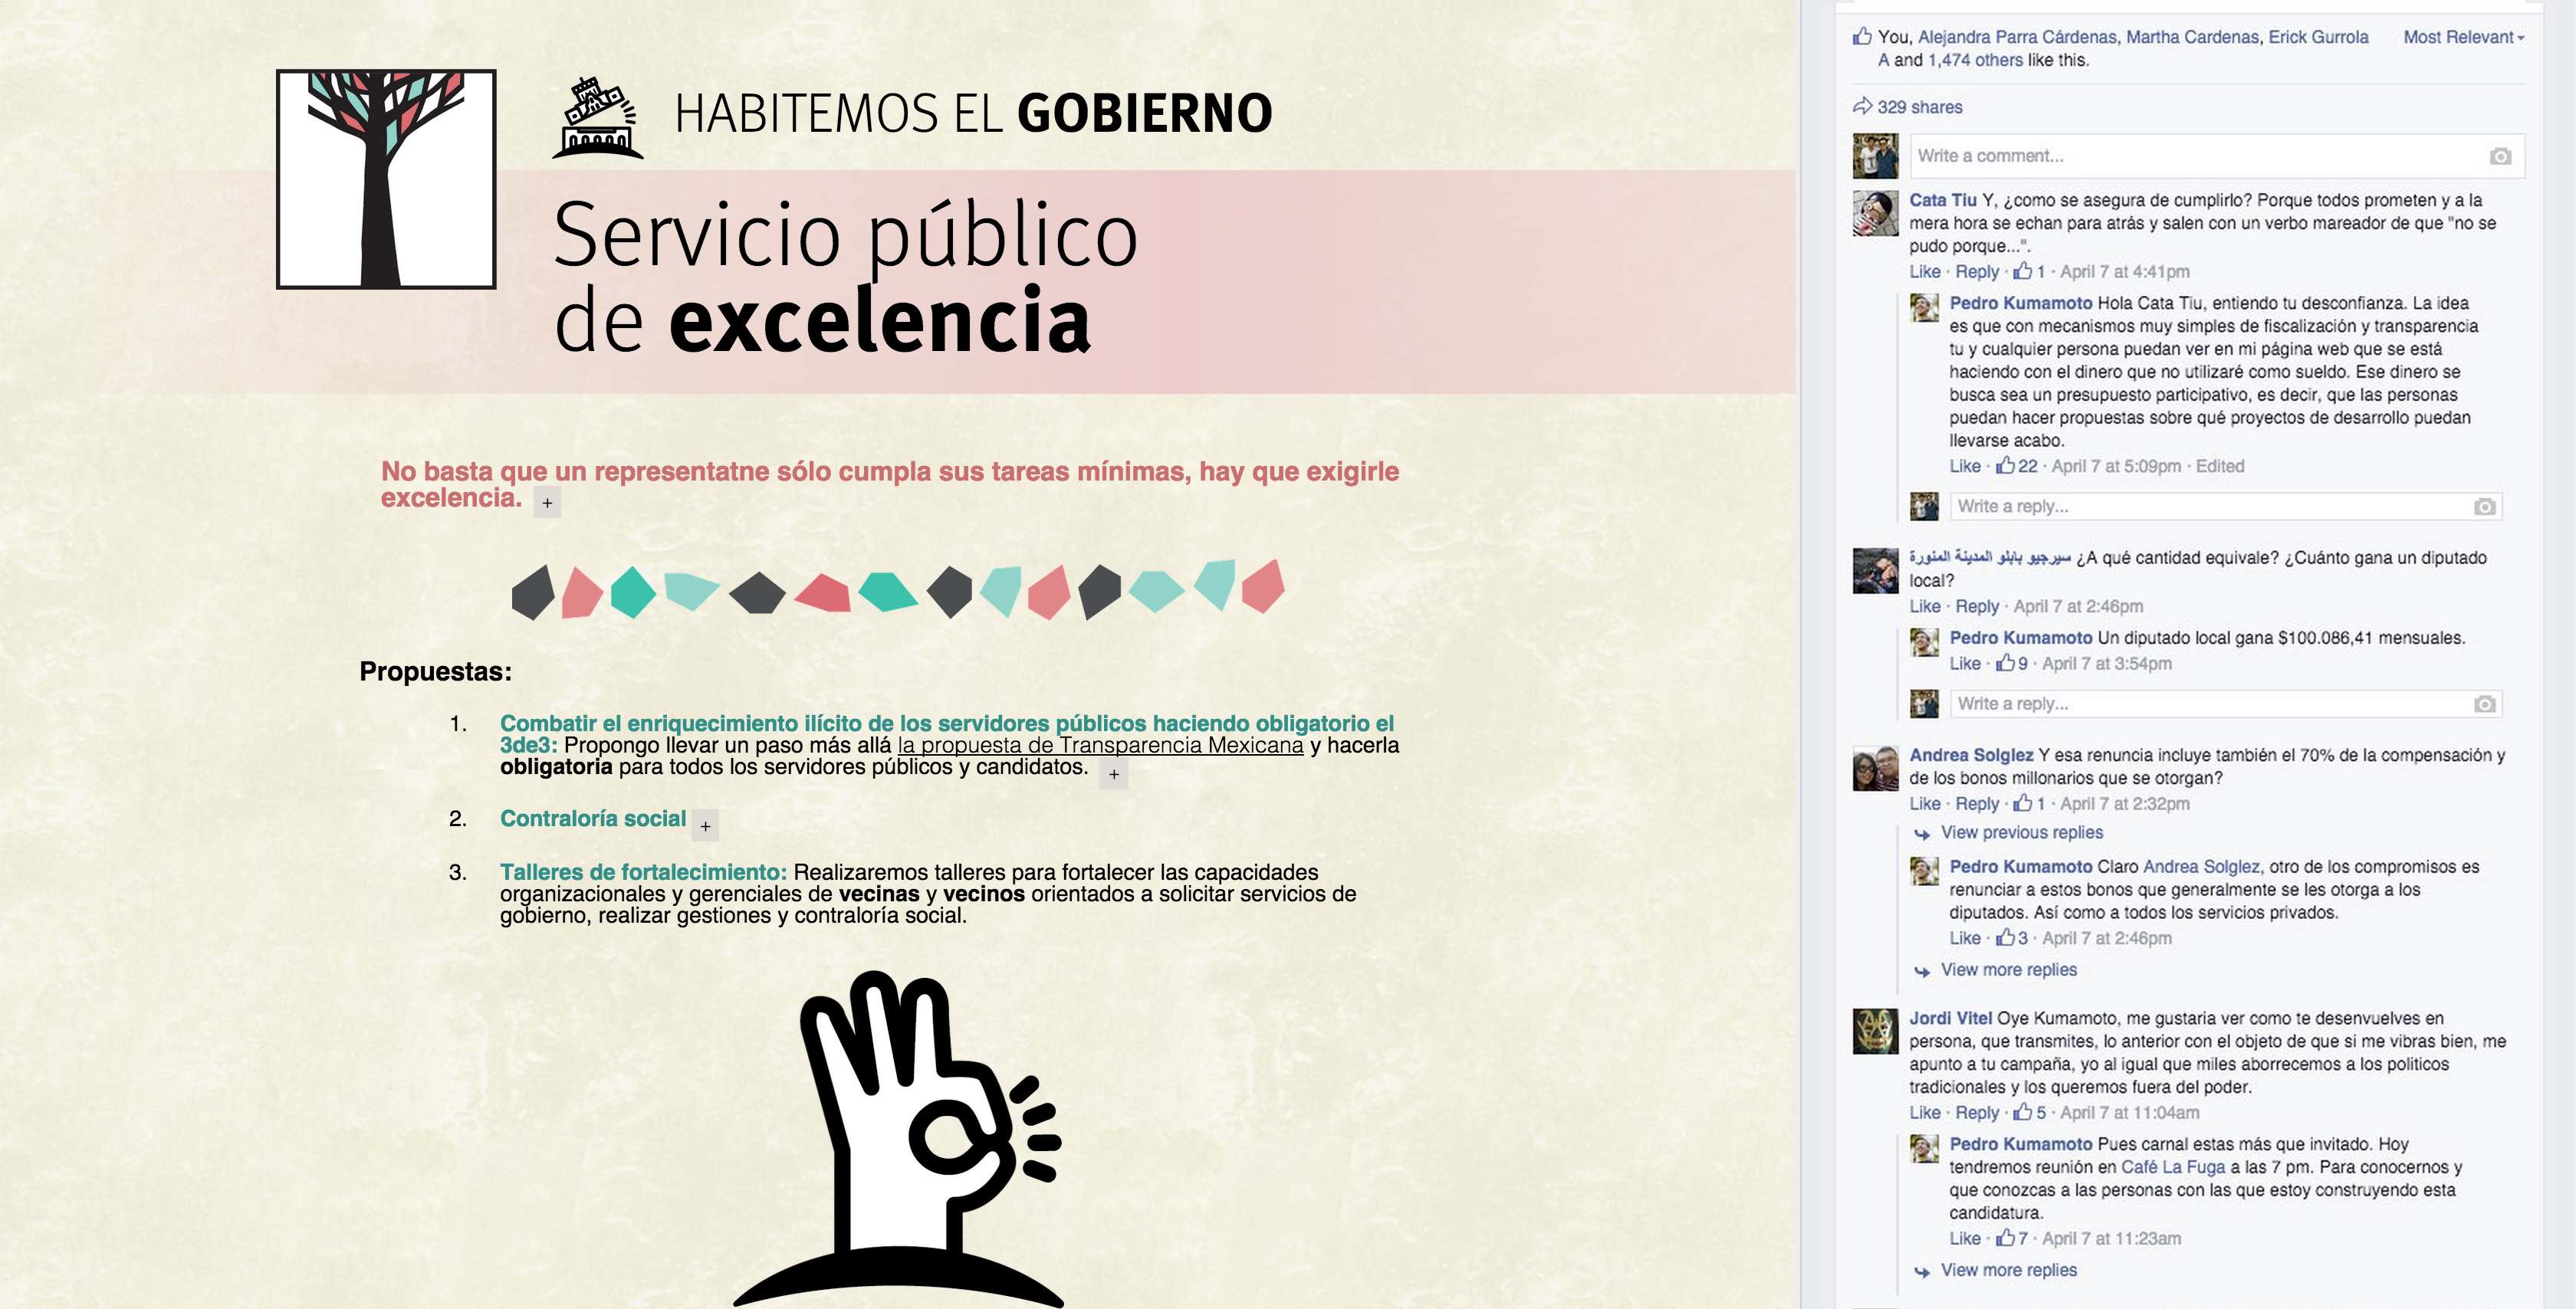 HABITEMOS EL GOBIERNO
Servicio público
de excelencia
No basta que un representatne sólo cumpla sus tareas mínimas, hay que exigirle
excelencia. +
Propuestas:
1. Combatir el enriquecimiento ilícito de los servidores públicos haciendo obligatorio el
3de3: Propongo llevar un paso más allá la propuesta de Transparencia Mexicana y hacerla
obligatoria para todos los servidores públicos y candidatos. +
2. Contraloría social +
3. Talleres de fortalecimiento: Realizaremos talleres para fortalecer las capacidades
organizacionales y gerenciales de vecinas y vecinos orientados a solicitar servicios de
gobierno, realizar gestiones y contraloría social.
You, Alejandra Parra Cárdenas, Martha Cardenas, Erick Gurrola
A and 1,474 others like this.
Most Relevant
329 shares
Write a comment...
Cata Tiu Y, ¿como se asegura de cumplirlo? Porque todos prometen y a la
mera hora se echan para atrás y salen con un verbo mareador de que "no se
pudo porque...".
Like · Reply · 1 · April 7 at 4:41pm
Pedro Kumamoto Hola Cata Tiu, entiendo tu desconfianza. La idea
es que con mecanismos muy simples de fiscalización y transparencia
tu y cualquier persona puedan ver en mi página web que se está
haciendo con el dinero que no utilizaré como sueldo. Ese dinero se
busca sea un presupuesto participativo, es decir, que las personas
puedan hacer propuestas sobre qué proyectos de desarrollo puedan
llevarse acabo.
Like · 22 · April 7 at 5:09pm · Edited
Write a reply...
سيرجيو بابلو المدينة المنورة ¿A qué cantidad equivale? ¿Cuánto gana un diputado
local?
Like · Reply · April 7 at 2:46pm
Pedro Kumamoto Un diputado local gana $100.086,41 mensuales.
Like · 9 · April 7 at 3:54pm
Write a reply...
Andrea Solglez Y esa renuncia incluye también el 70% de la compensación y
de los bonos millonarios que se otorgan?
Like · Reply · 1 · April 7 at 2:32pm
View previous replies
Pedro Kumamoto Claro Andrea Solglez, otro de los compromisos es
renunciar a estos bonos que generalmente se les otorga a los
diputados. Así como a todos los servicios privados.
Like · 3 · April 7 at 2:46pm
View more replies
Jordi Vitel Oye Kumamoto, me gustaria ver como te desenvuelves en
persona, que transmites, lo anterior con el objeto de que si me vibras bien, me
apunto a tu campaña, yo al igual que miles aborrecemos a los politicos
tradicionales y los queremos fuera del poder.
Like · Reply · 5 · April 7 at 11:04am
Pedro Kumamoto Pues carnal estas más que invitado. Hoy
tendremos reunión en Café La Fuga a las 7 pm. Para conocernos y
que conozcas a las personas con las que estoy construyendo esta
candidatura.
Like · 7 · April 7 at 11:23am
View more replies